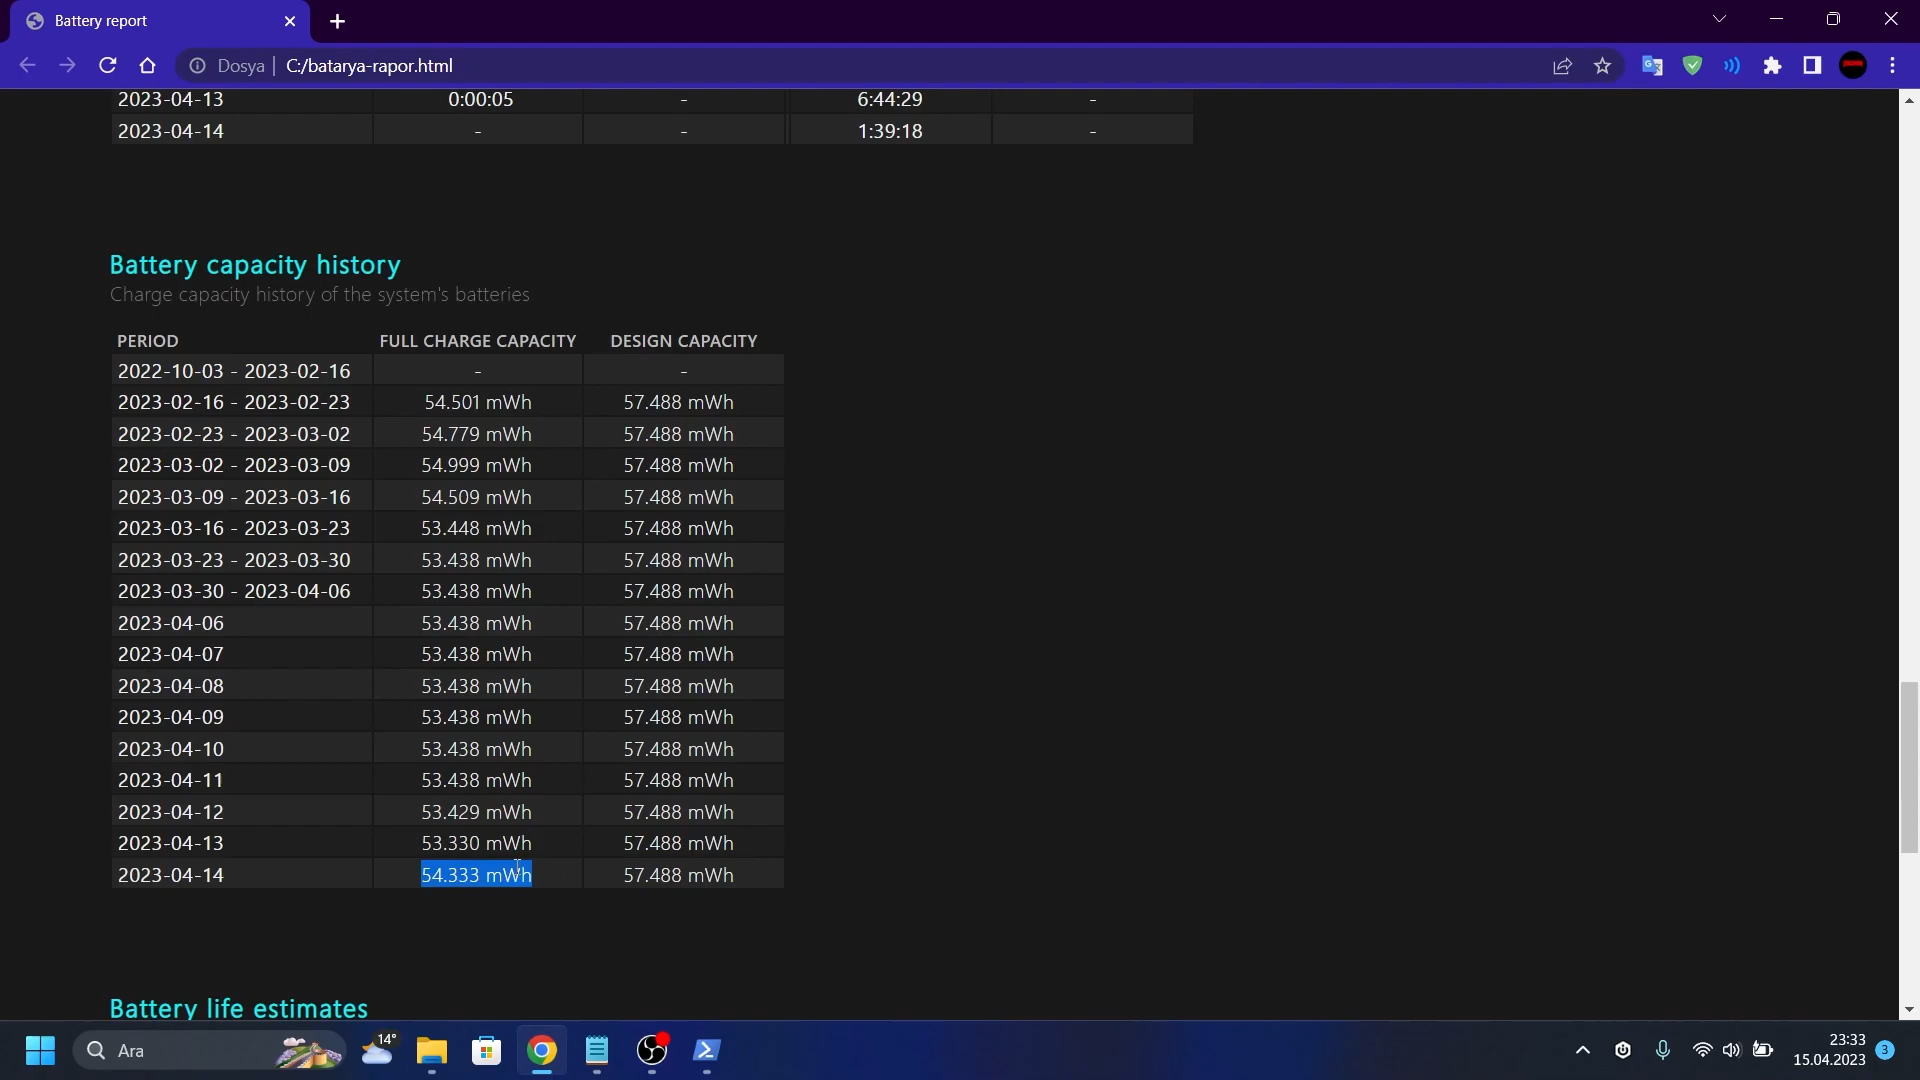 Battery report
Dosya | C:/batarya-rapor.html
2023-04-13 0:00:05 - 6:44:29 -
2023-04-14 - - 1:39:18 -
Battery capacity history
Charge capacity history of the system's batteries
PERIOD FULL CHARGE CAPACITY DESIGN CAPACITY
2022-10-03 - 2023-02-16 - -
2023-02-16 - 2023-02-23 54.501 mWh 57.488 mWh
2023-02-23 - 2023-03-02 54.779 mWh 57.488 mWh
2023-03-02 - 2023-03-09 54.999 mWh 57.488 mWh
2023-03-09 - 2023-03-16 54.509 mWh 57.488 mWh
2023-03-16 - 2023-03-23 53.448 mWh 57.488 mWh
2023-03-23 - 2023-03-30 53.438 mWh 57.488 mWh
2023-03-30 - 2023-04-06 53.438 mWh 57.488 mWh
2023-04-06 53.438 mWh 57.488 mWh
2023-04-07 53.438 mWh 57.488 mWh
2023-04-08 53.438 mWh 57.488 mWh
2023-04-09 53.438 mWh 57.488 mWh
2023-04-10 53.438 mWh 57.488 mWh
2023-04-11 53.438 mWh 57.488 mWh
2023-04-12 53.429 mWh 57.488 mWh
2023-04-13 53.330 mWh 57.488 mWh
2023-04-14 54.333 mWh 57.488 mWh
Battery life estimates
Ara
14°
23:33
15.04.2023
3